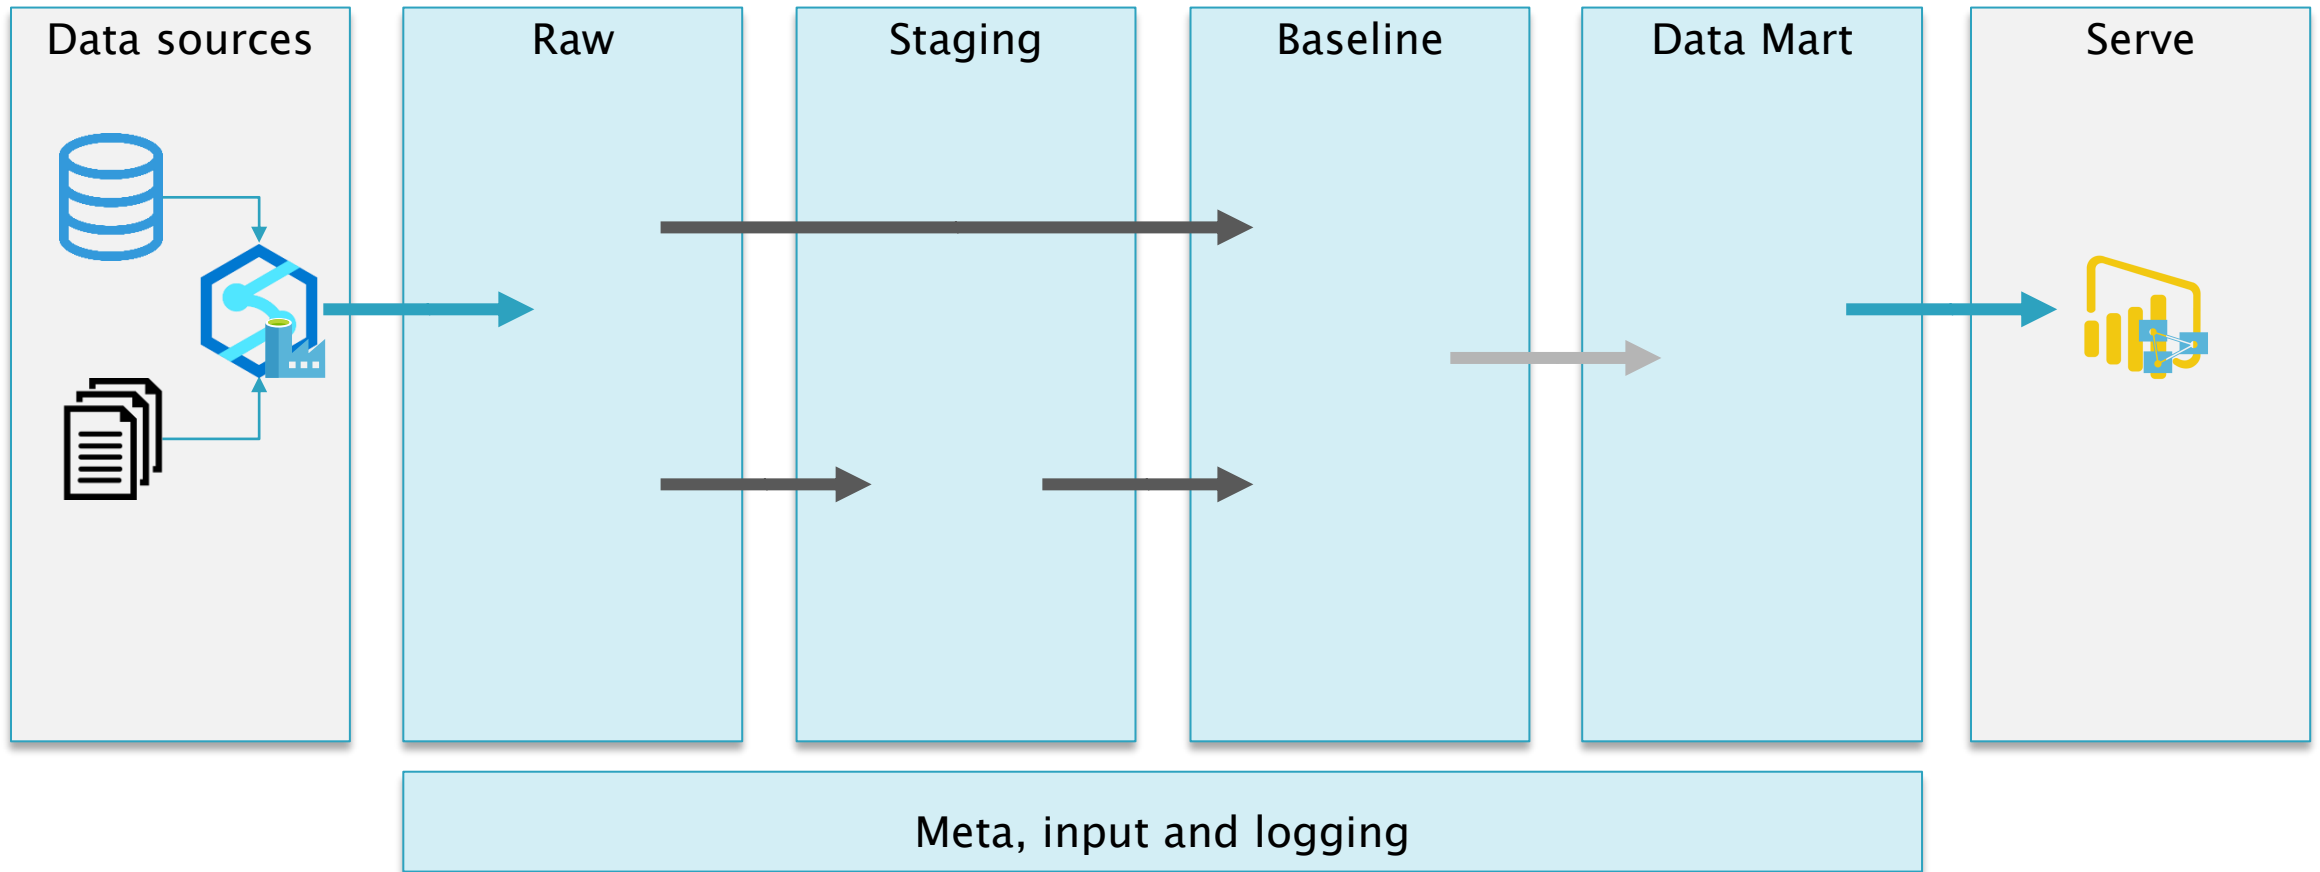 Data sources
Raw
Staging
Baseline
Data Mart
Serve
Meta, input and logging